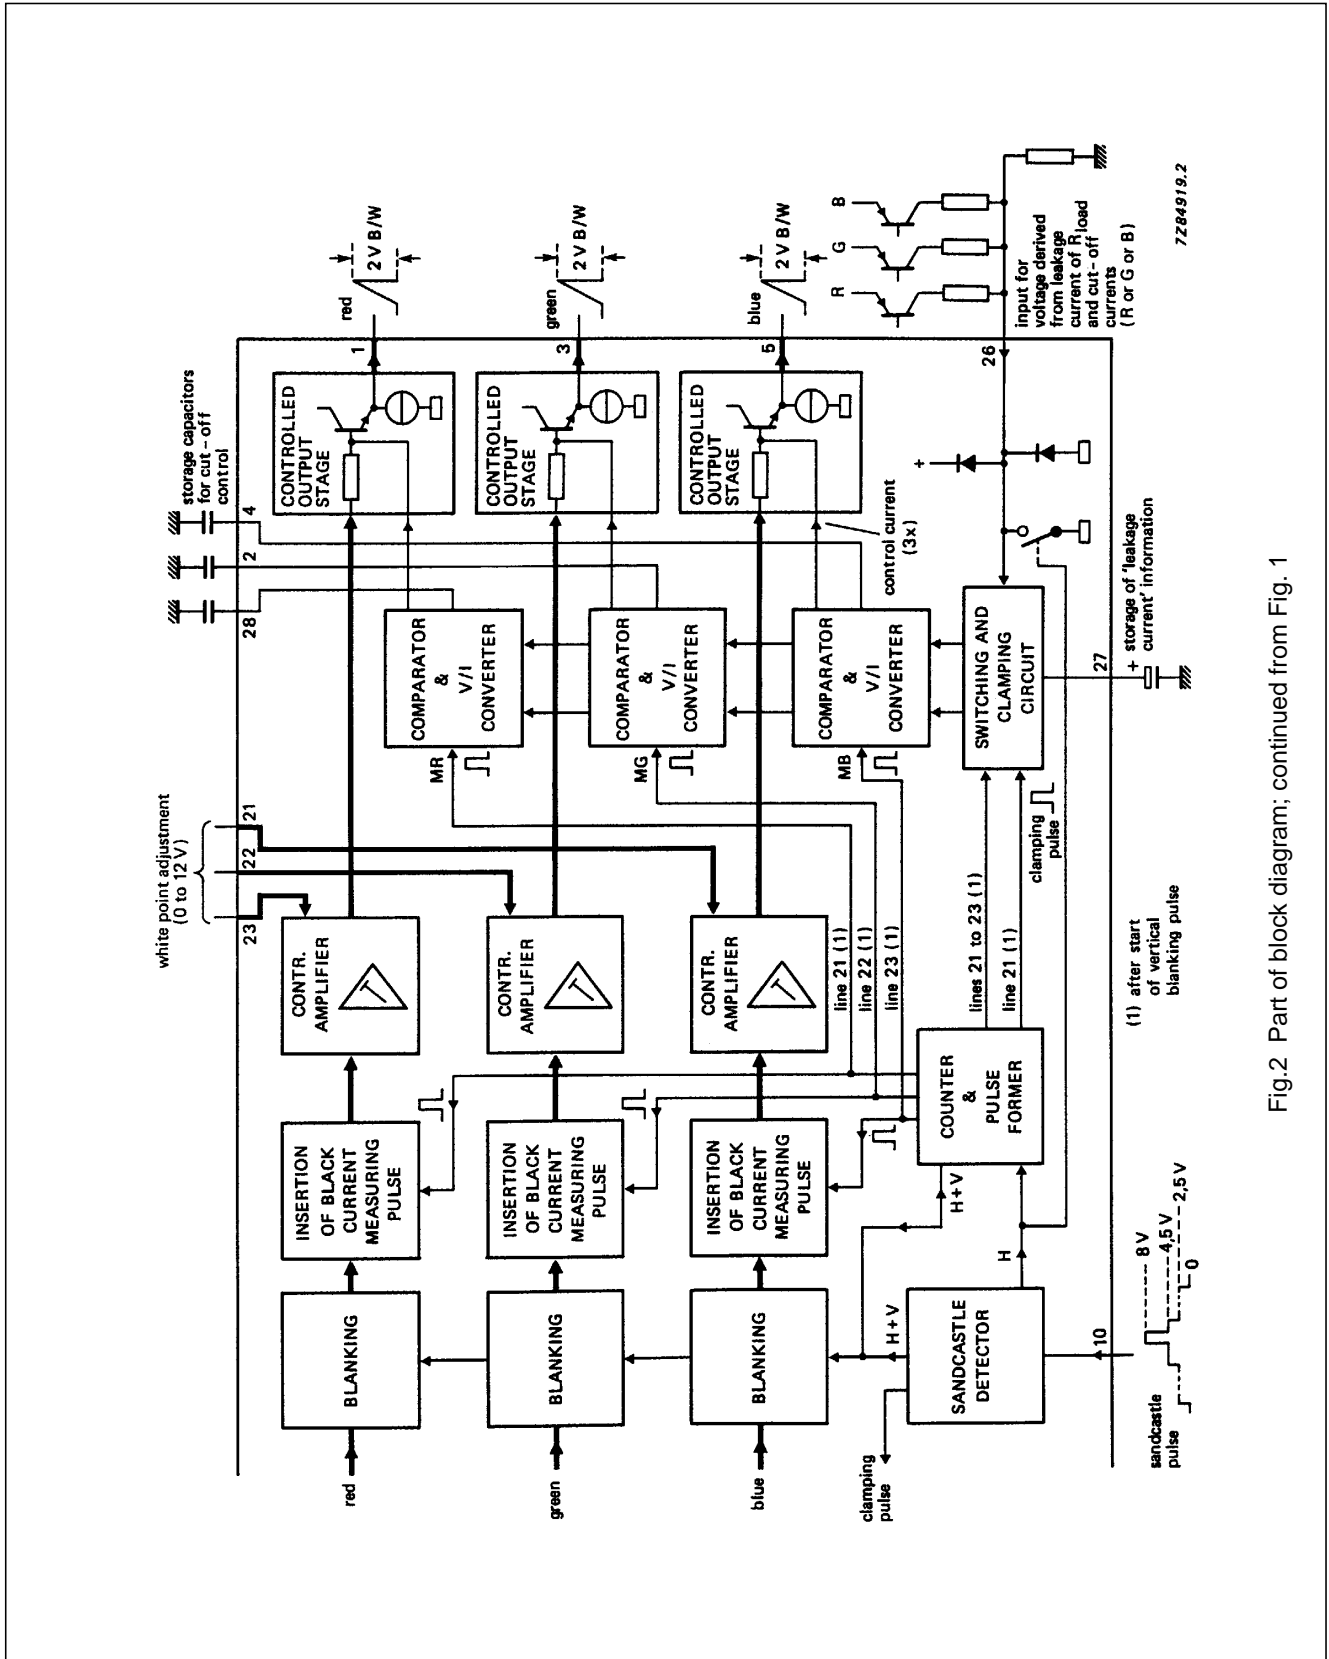 white point adjustment
(0 to 12 V)
23
22
21
storage capacitors
for cut-off
control
28
2
4
red
BLANKING
INSERTION
OF BLACK
CURRENT
MEASURING
PULSE
CONTR.
AMPLIFIER
CONTROLLED
OUTPUT
STAGE
1
red
2 V B/W
MR
COMPARATOR
&
V/I
CONVERTER
green
BLANKING
INSERTION
OF BLACK
CURRENT
MEASURING
PULSE
CONTR.
AMPLIFIER
CONTROLLED
OUTPUT
STAGE
3
green
2 V B/W
MG
COMPARATOR
&
V/I
CONVERTER
blue
BLANKING
INSERTION
OF BLACK
CURRENT
MEASURING
PULSE
CONTR.
AMPLIFIER
CONTROLLED
OUTPUT
STAGE
5
blue
2 V B/W
MB
COMPARATOR
&
V/I
CONVERTER
line 21 (1)
line 22 (1)
line 23 (1)
control current
(3x)
R
G
B
clamping
pulse
H+V
SANDCASTLE
DETECTOR
H
H+V
COUNTER
&
PULSE
FORMER
lines 21 to 23 (1)
line 21 (1)
clamping
pulse
SWITCHING AND
CLAMPING
CIRCUIT
+
26
input for
voltage derived
from leakage
current of Rload
and cut-off
currents
(R or G or B)
10
27
sandcastle
pulse
8 V
4,5 V
2,5 V
0
(1) after start
of vertical
blanking pulse
+ storage of 'leakage
current' information
7Z84919.2
Fig.2 Part of block diagram; continued from Fig. 1